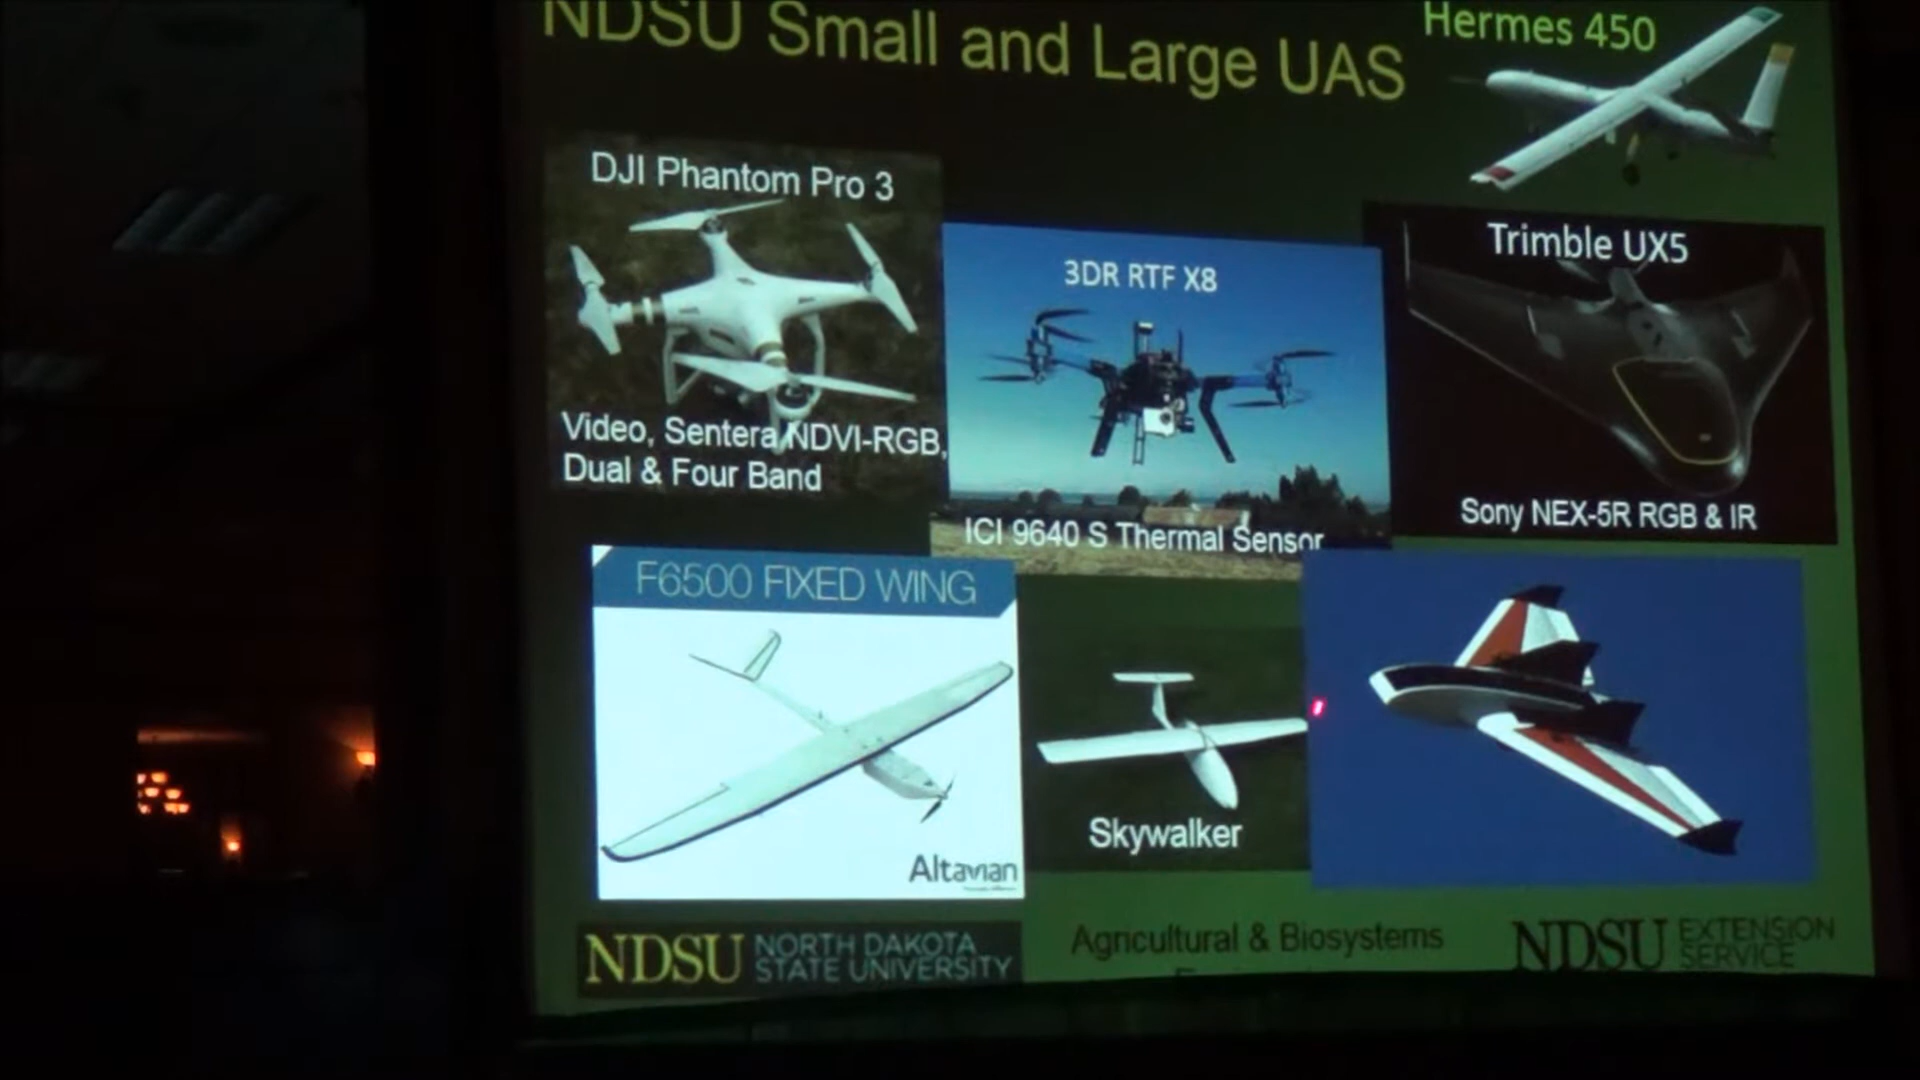 NDSU Small and Large UAS
Hermes 450
DJI Phantom Pro 3
Video, Sentera NDVI-RGB,
Dual & Four Band
3DR RTF X8
ICI 9640 S Thermal Sensor
Trimble UX5
Sony NEX-5R RGB & IR
F6500 FIXED WING
Altavian
Skywalker
NDSU NORTH DAKOTA
STATE UNIVERSITY
Agricultural & Biosystems
NDSU EXTENSION
SERVICE